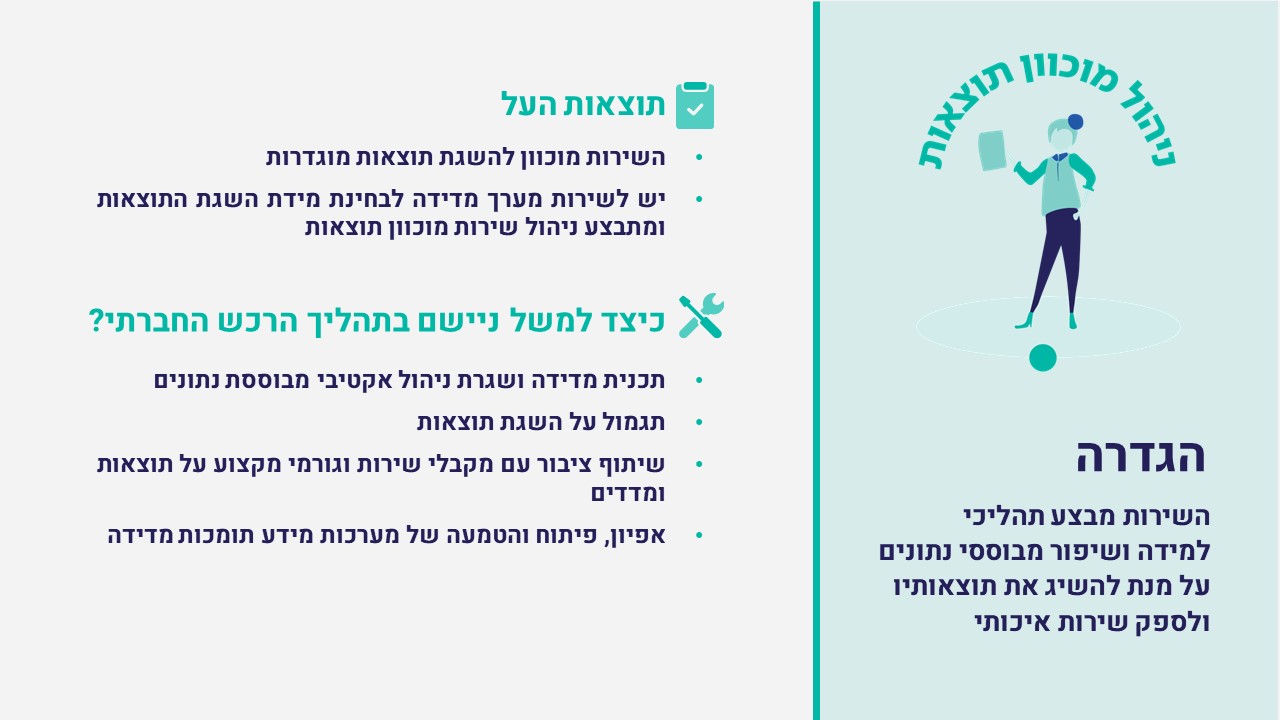 ניהול מוכוון תוצאות
הגדרה
השירות מבצע תהליכי
למידה ושיפור מבוססי נתונים
על מנת להשיג את תוצאותיו
ולספק שירות איכותי
תוצאות העל
• השירות מוכוון להשגת תוצאות מוגדרות
• יש לשירות מערך מדידה לבחינת מידת השגת התוצאות
ומתבצע ניהול שירות מוכוון תוצאות
כיצד למשל ניישם בתהליך הרכש החברתי?
• תכנית מדידה ושגרת ניהול אקטיבי מבוססת נתונים
• תגמול על השגת תוצאות
• שיתוף ציבור עם מקבלי שירות וגורמי מקצוע על תוצאות
ומדדים
• אפיון, פיתוח והטמעה של מערכות מידע תומכות מדידה